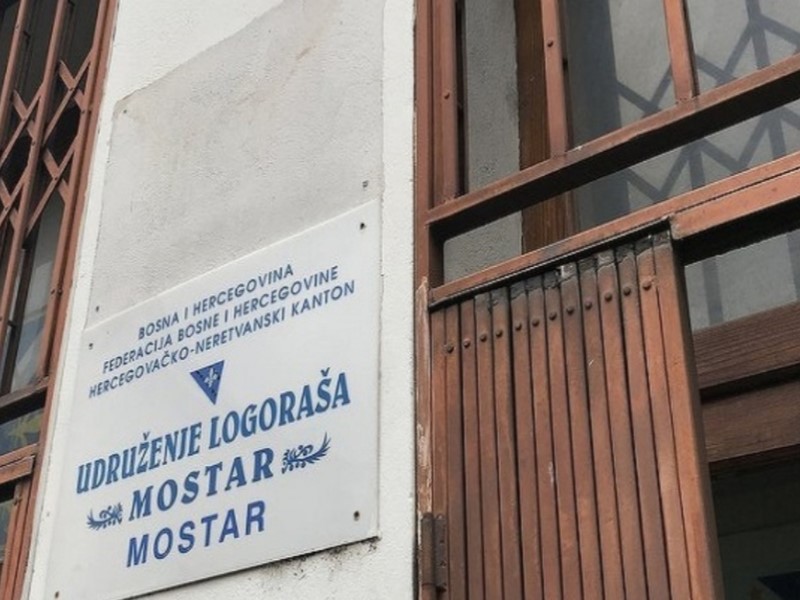 BOSNA I HERCEGOVINA
FEDERACIJA BOSNE I HERCEGOVINE
HERCEGOVAČKO-NERETVANSKI KANTON
UDRUŽENJE LOGORAŠA
MOSTAR
MOSTAR